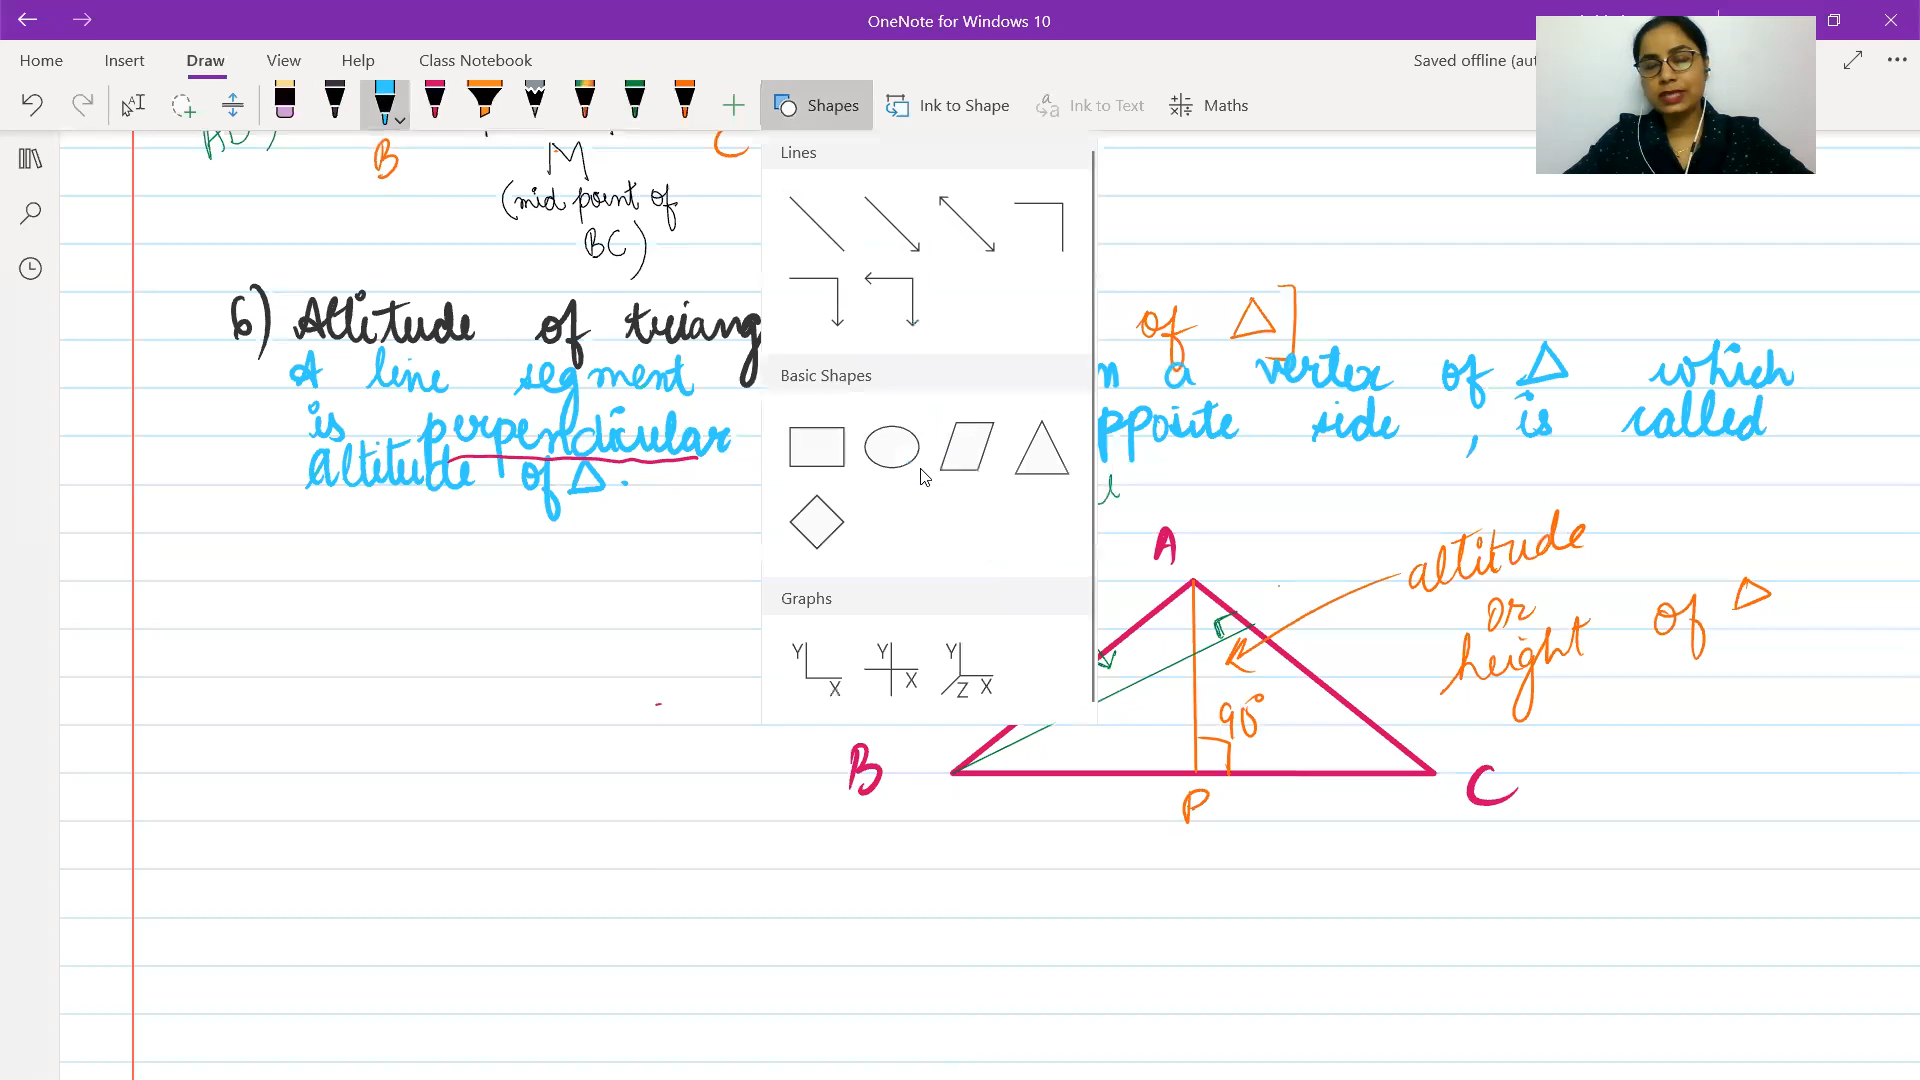 OneNote for Windows 10
Home Insert Draw View Help Class Notebook
Saved offline (aut
Shapes Ink to Shape Ink to Text Maths
B C
M
(mid point of
BC)
Lines
Basic Shapes
Graphs
Y X Y X Y Z X
6) Altitude of triang of Δ]
A line segment m a vertex of Δ which
is perpendicular pposite side, is called
altitude of Δ.
A
altitude
or
height of Δ
90°
B
P
C